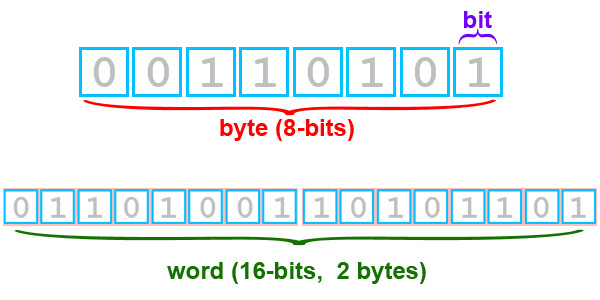 bit
0 0 1 1 0 1 0 1
byte (8-bits)
0 1 1 0 1 0 0 1 1 0 1 0 1 1 0 1
word (16-bits, 2 bytes)